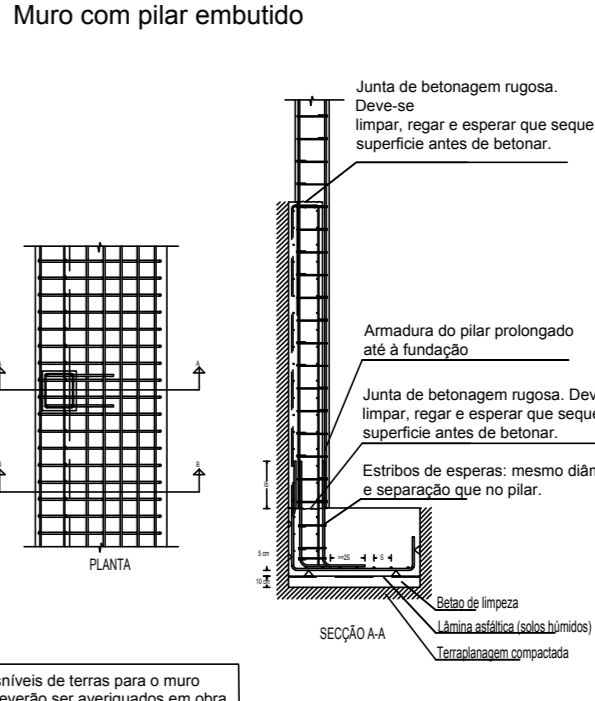 Muro com pilar embutido
Junta de betonagem rugosa.
Deve-se
limpar, regar e esperar que seque
superficie antes de betonar.
Armadura do pilar prolongado
até à fundação
Junta de betonagem rugosa. Dev
limpar, regar e esperar que seque
superficie antes de betonar.
Estribos de esperas: mesmo diâm
e separação que no pilar.
A
B
B
PLANTA
5 cm
10 cm
>=2S
S
SECÇÃO A-A
Betao de limpeza
Lâmina asfáltica (solos húmidos)
Terraplanagem compactada
sníveis de terras para o muro
everão ser averiguados em obra